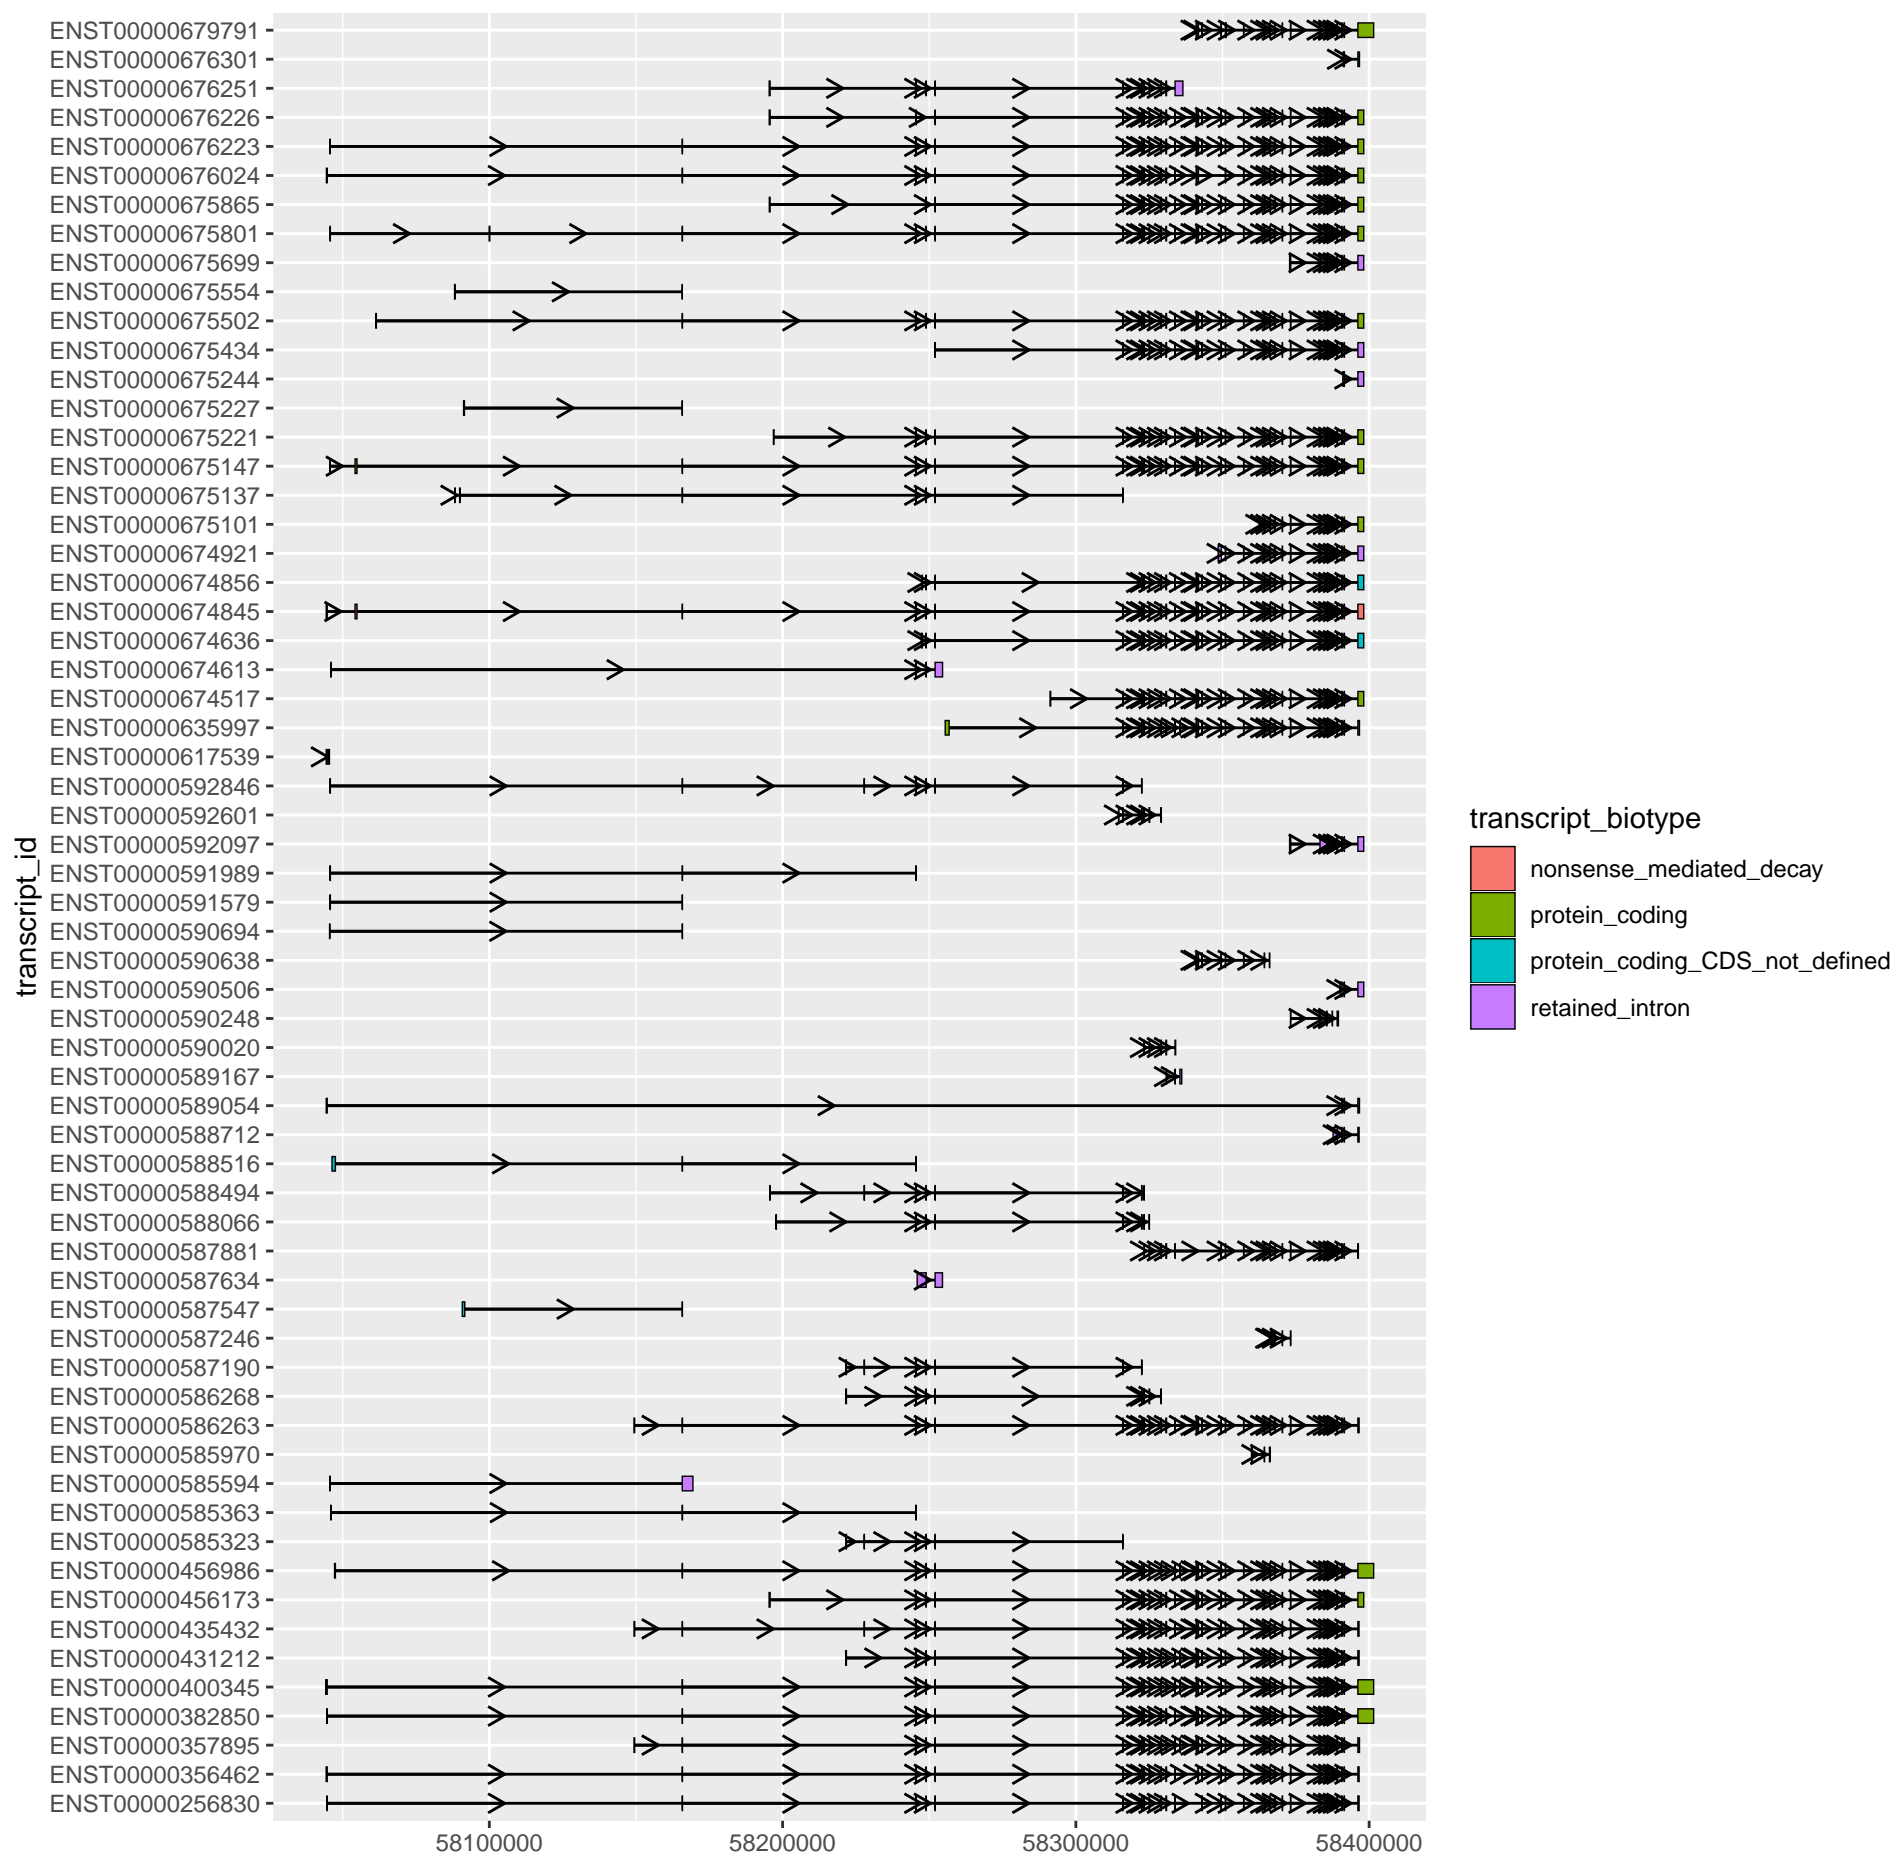 ENST00000679791
ENST00000676301
ENST00000676251
ENST00000676226
ENST00000676223
ENST00000676024
ENST00000675865
ENST00000675801
ENST00000675699
ENST00000675554
ENST00000675502
ENST00000675434
ENST00000675244
ENST00000675227
ENST00000675221
ENST00000675147
ENST00000675137
ENST00000675101
ENST00000674921
ENST00000674856
ENST00000674845
ENST00000674636
ENST00000674613
ENST00000674517
ENST00000635997
ENST00000617539
ENST00000592846
ENST00000592601
ENST00000592097
ENST00000591989
ENST00000591579
ENST00000590694
ENST00000590638
ENST00000590506
ENST00000590248
ENST00000590020
ENST00000589167
ENST00000589054
ENST00000588712
ENST00000588516
ENST00000588494
ENST00000588066
ENST00000587881
ENST00000587634
ENST00000587547
ENST00000587246
ENST00000587190
ENST00000586268
ENST00000586263
ENST00000585970
ENST00000585594
ENST00000585363
ENST00000585323
ENST00000456986
ENST00000456173
ENST00000435432
ENST00000431212
ENST00000400345
ENST00000382850
ENST00000357895
ENST00000356462
ENST00000256830
transcript_id
58100000 58200000 58300000 58400000
transcript_biotype
nonsense_mediated_decay
protein_coding
protein_coding_CDS_not_defined
retained_intron